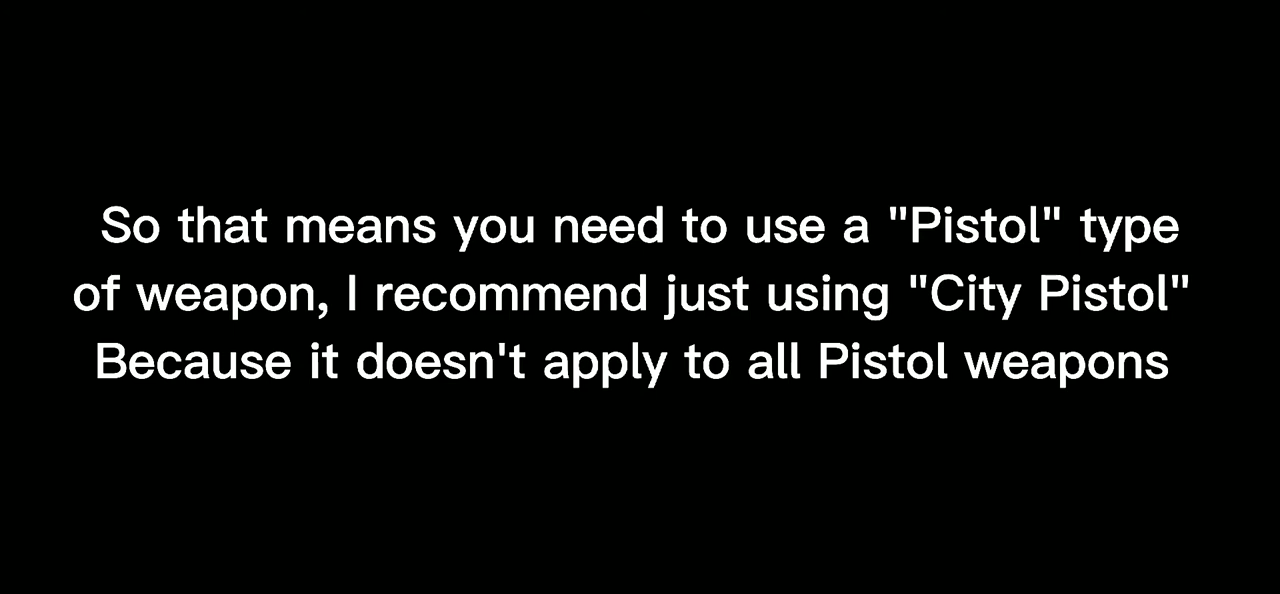 So that means you need to use a "Pistol" type
of weapon, I recommend just using "City Pistol"
Because it doesn't apply to all Pistol weapons